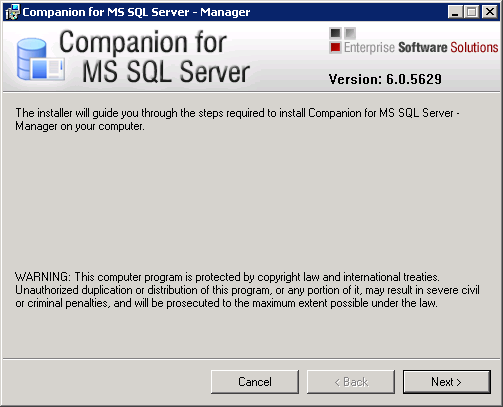 Companion for MS SQL Server - Manager
Companion for
MS SQL Server
Enterprise Software Solutions
Version: 6.0.5629
The installer will guide you through the steps required to install Companion for MS SQL Server -
Manager on your computer.
WARNING: This computer program is protected by copyright law and international treaties.
Unauthorized duplication or distribution of this program, or any portion of it, may result in severe civil
or criminal penalties, and will be prosecuted to the maximum extent possible under the law.
Cancel
< Back
Next >